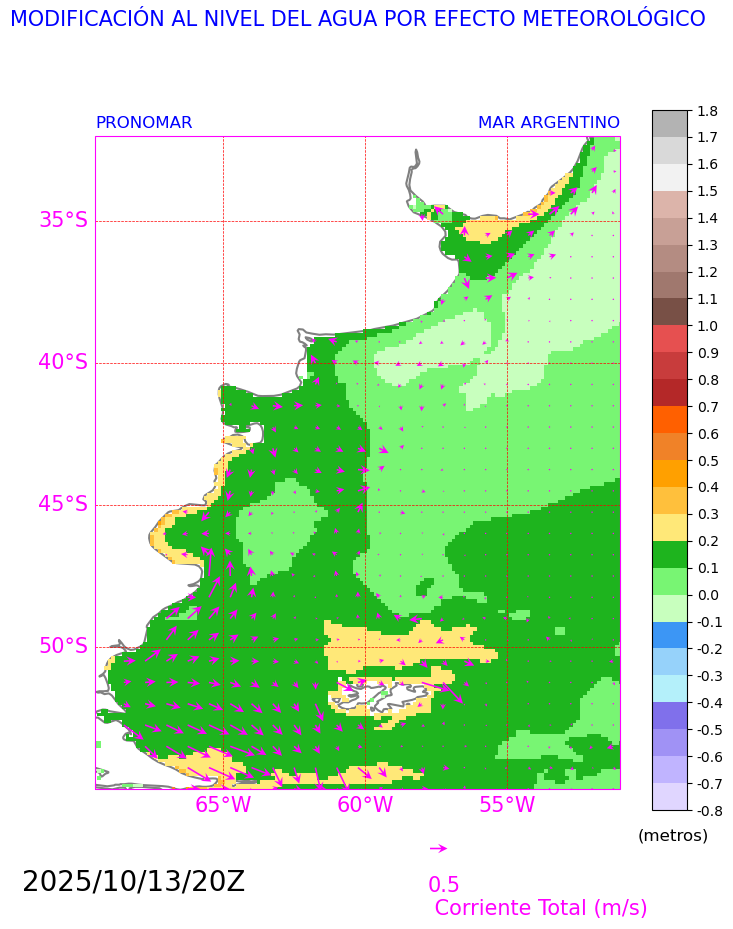 MODIFICACIÓN AL NIVEL DEL AGUA POR EFECTO METEOROLÓGICO
PRONOMAR MAR ARGENTINO
35°S
40°S
45°S
50°S
65°W 60°W 55°W
1.8
1.7
1.6
1.5
1.4
1.3
1.2
1.1
1.0
0.9
0.8
0.7
0.6
0.5
0.4
0.3
0.2
0.1
0.0
-0.1
-0.2
-0.3
-0.4
-0.5
-0.6
-0.7
-0.8
(metros)
2025/10/13/20Z
0.5
Corriente Total (m/s)